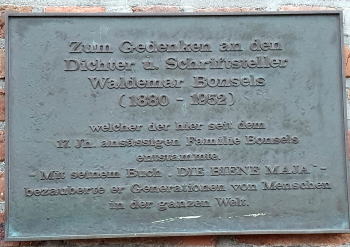 Zum Gedenken an den
Dichter u. Schriftsteller
Waldemar Bonsels
(1880 - 1952)
welcher der hier seit dem
17. Jh. ansässigen Familie Bonsels
entstammte.
- Mit seinem Buch „DIE BIENE MAJA“ -
bezauberte er Generationen von Menschen
in der ganzen Welt.